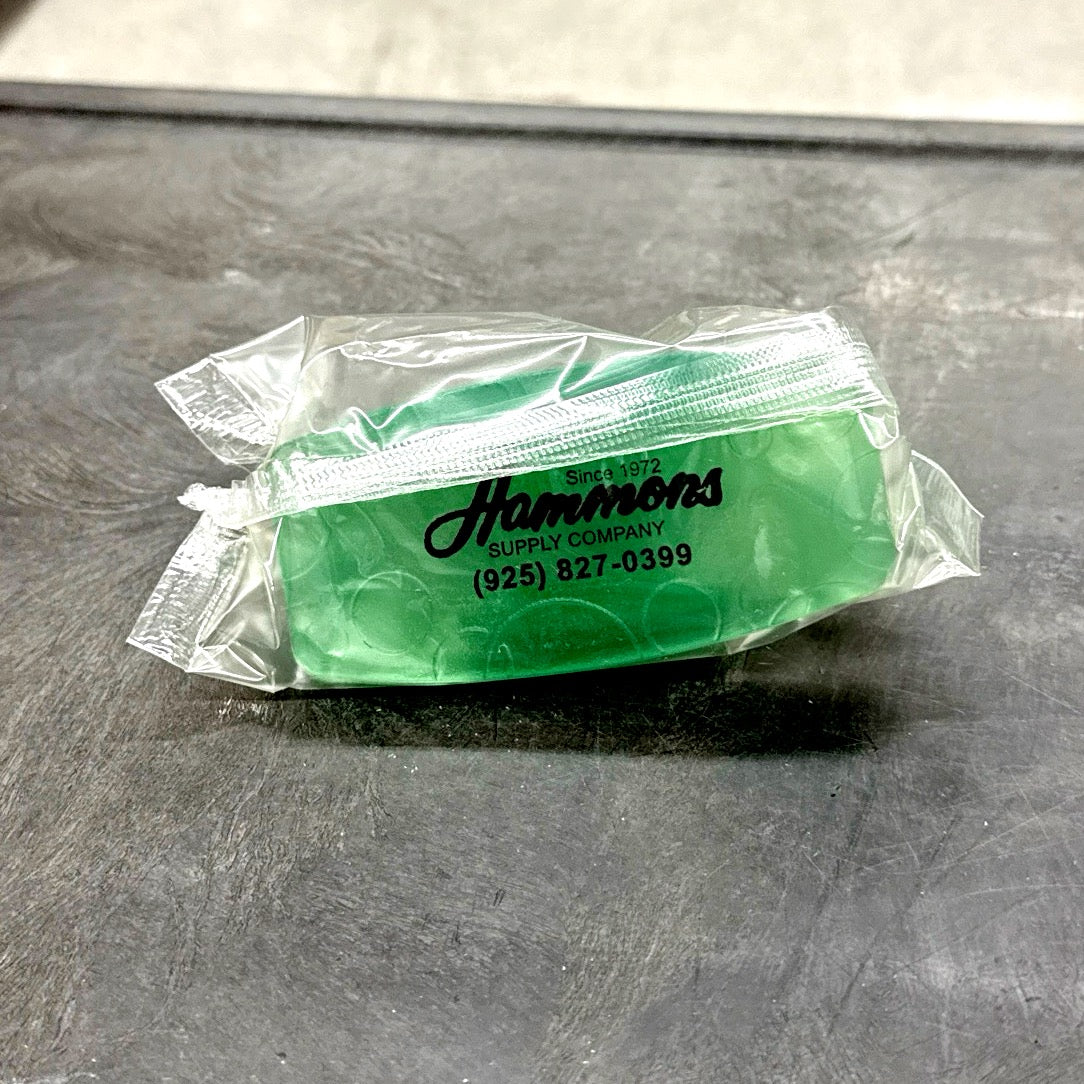 Since 1972
Hammons
SUPPLY COMPANY
(925) 827-0399